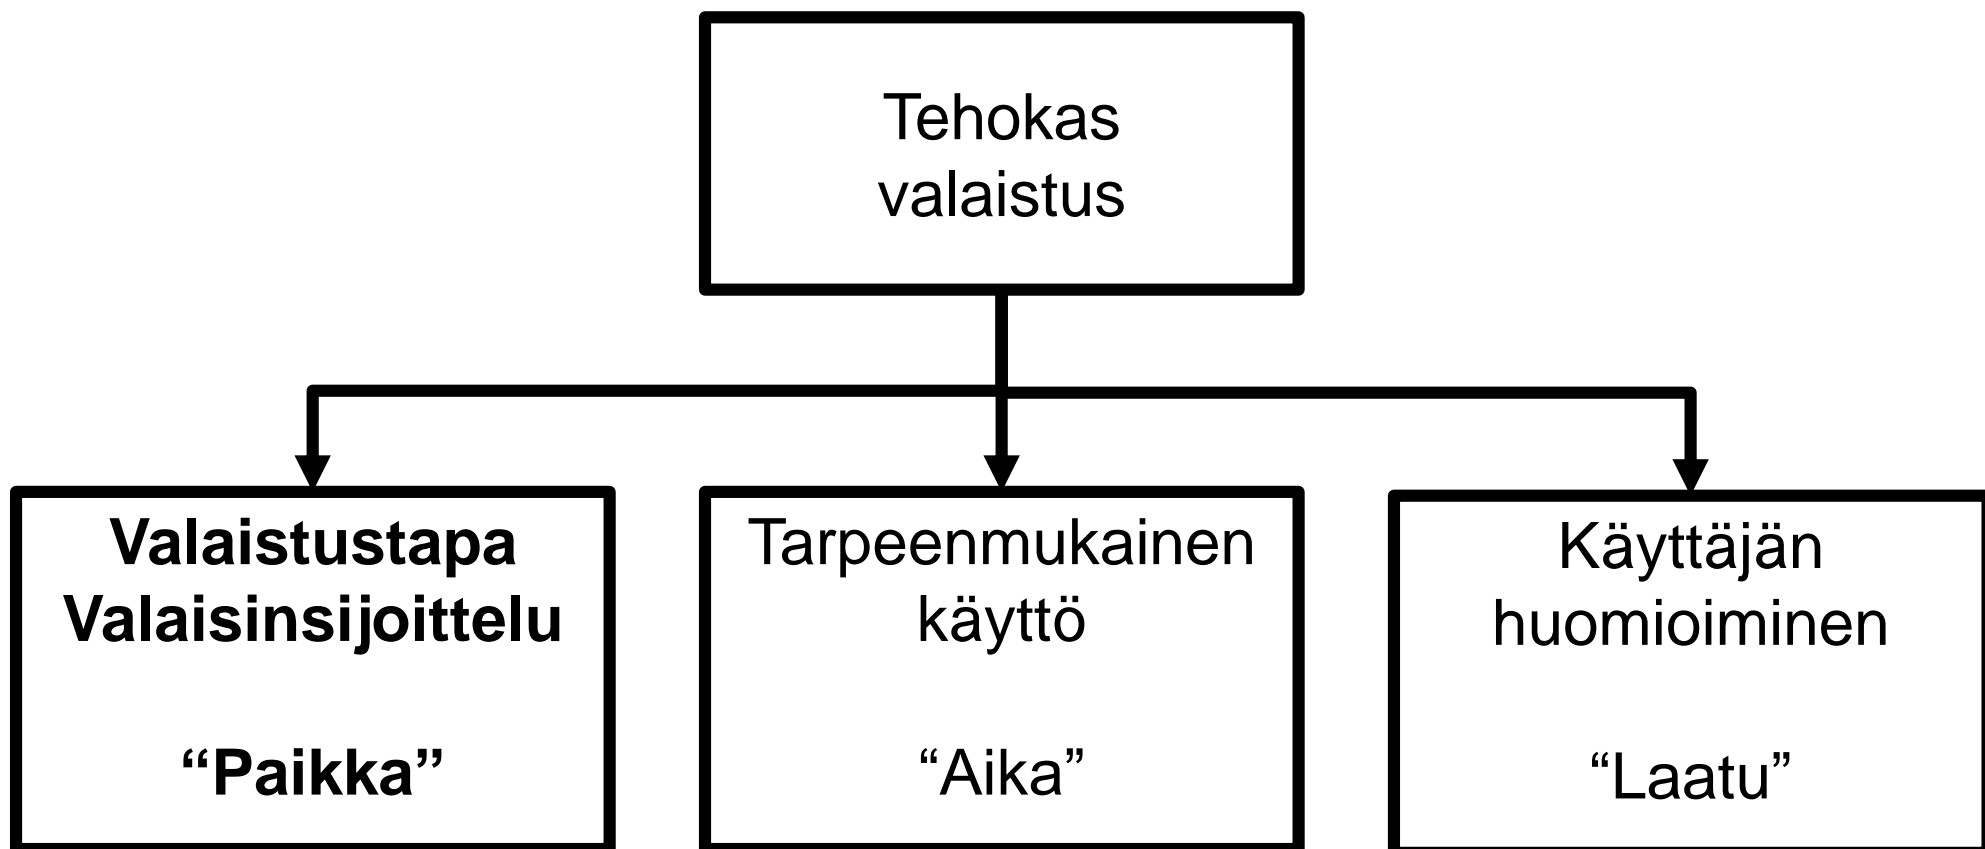 Tehokas
valaistus
Valaistustapa
Valaisinsijoittelu
“Paikka”
Tarpeenmukainen
käyttö
“Aika”
Käyttäjän
huomioiminen
“Laatu”